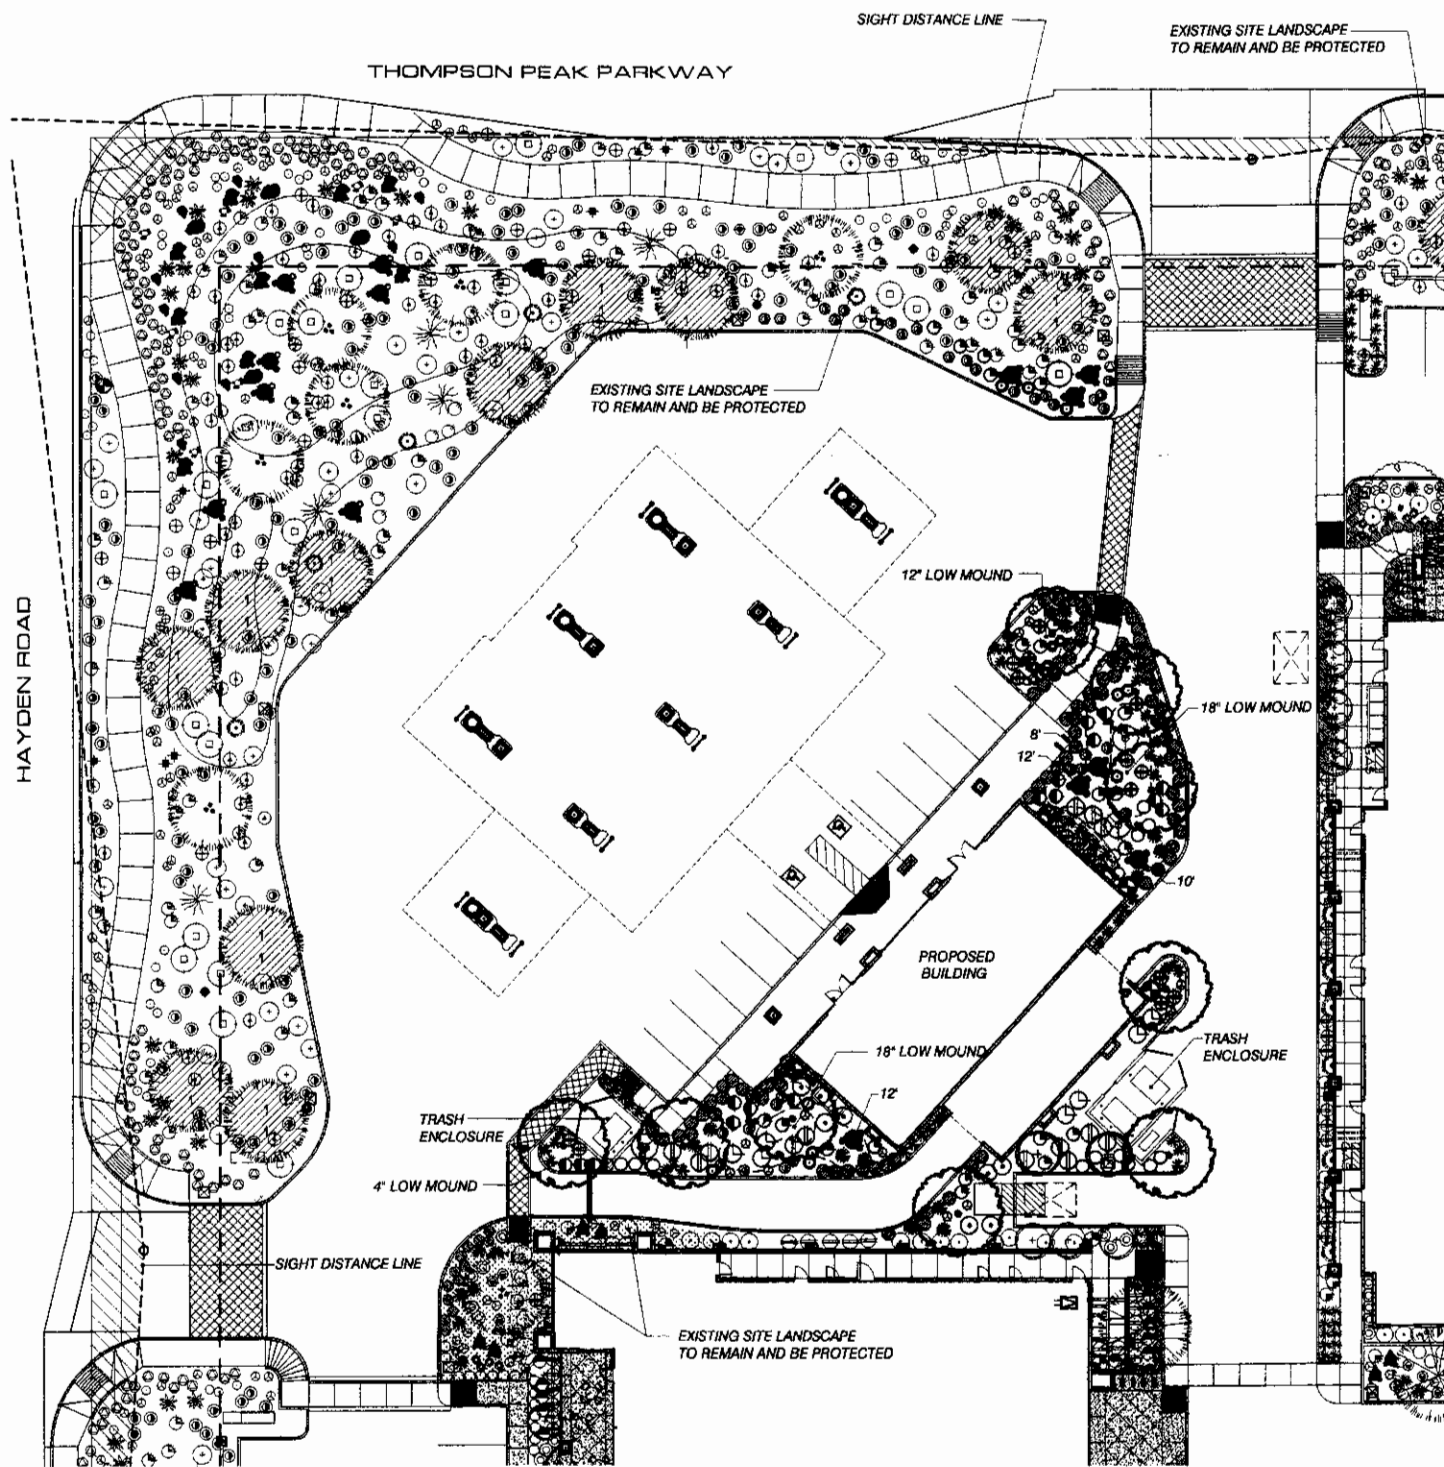 SIGHT DISTANCE LINE
EXISTING SITE LANDSCAPE
TO REMAIN AND BE PROTECTED
THOMPSON PEAK PARKWAY
EXISTING SITE LANDSCAPE
TO REMAIN AND BE PROTECTED
12" LOW MOUND
HAYDEN ROAD
18" LOW MOUND
8'
12'
10'
PROPOSED
BUILDING
18" LOW MOUND
TRASH
ENCLOSURE
12'
TRASH
ENCLOSURE
4" LOW MOUND
SIGHT DISTANCE LINE
EXISTING SITE LANDSCAPE
TO REMAIN AND BE PROTECTED